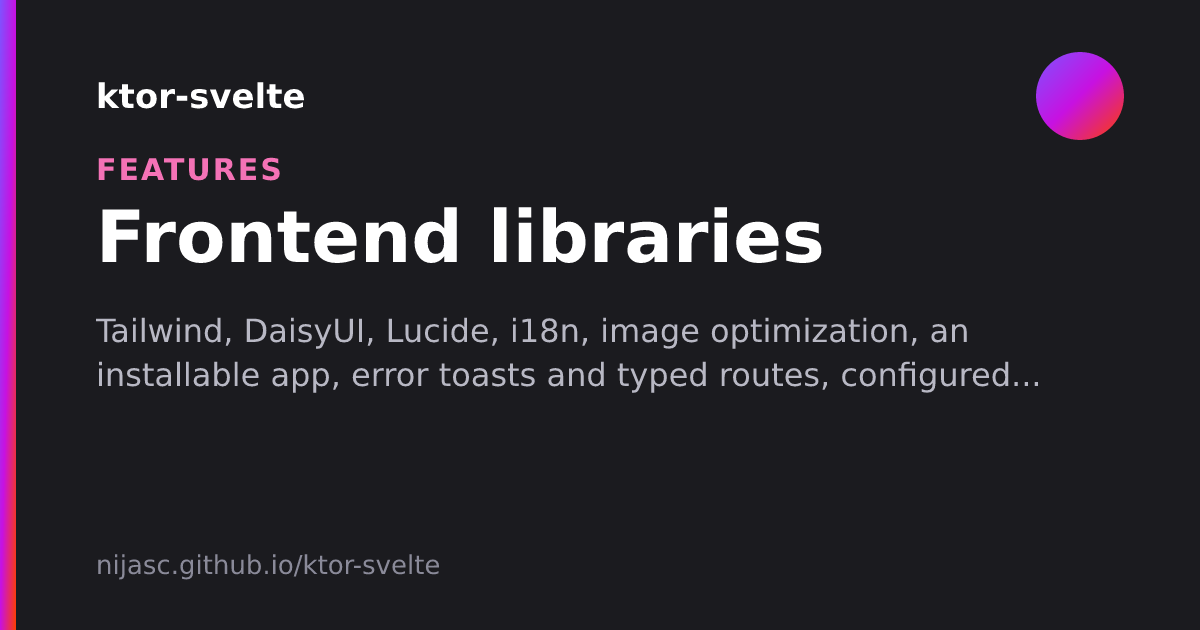 ktor-svelte
FEATURES
Frontend libraries
Tailwind, DaisyUI, Lucide, i18n, image optimization, an
installable app, error toasts and typed routes, configured...
nijasc.github.io/ktor-svelte